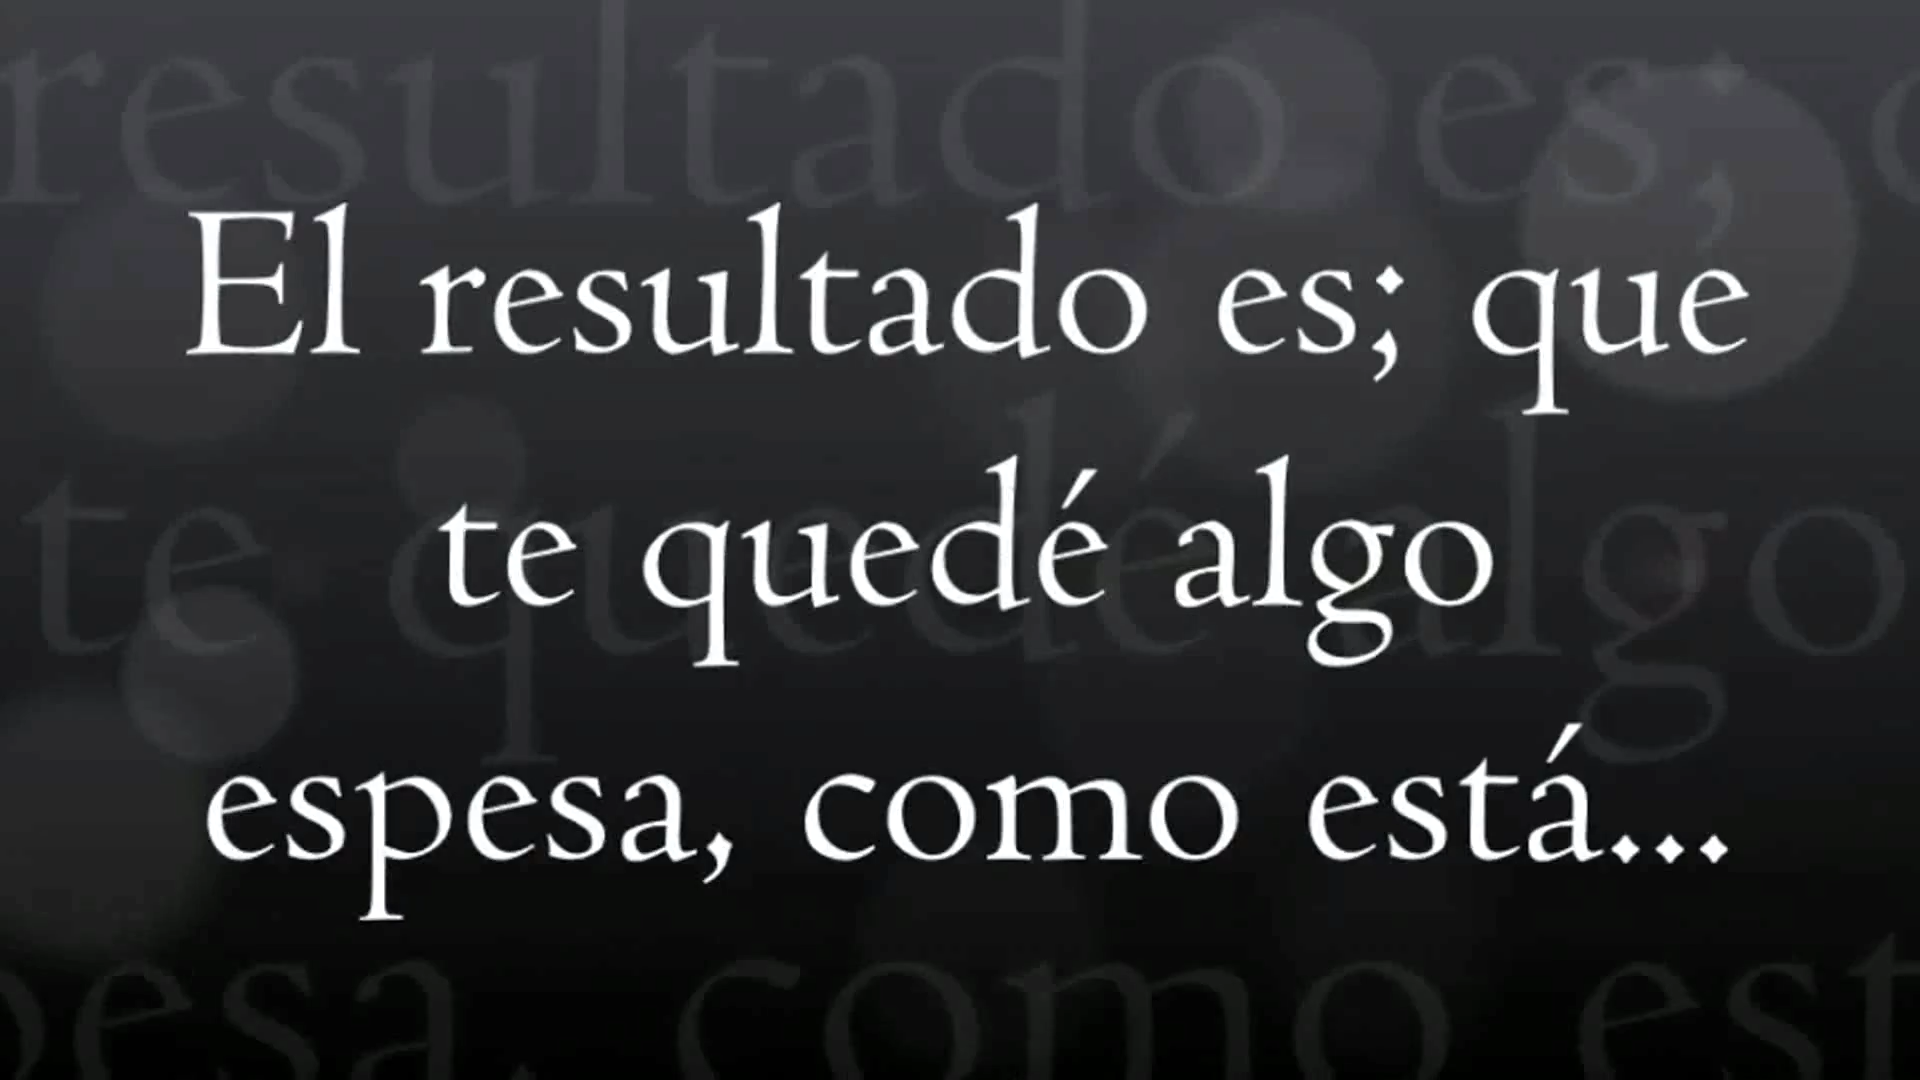 El resultado es; que
te quedé algo
espesa, como está...